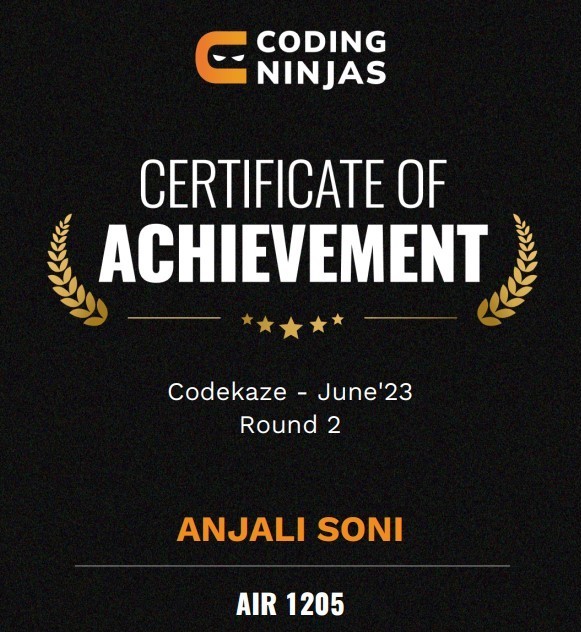 CODING
NINJAS
CERTIFICATE OF
ACHIEVEMENT
Codekaze - June'23
Round 2
ANJALI SONI
AIR 1205